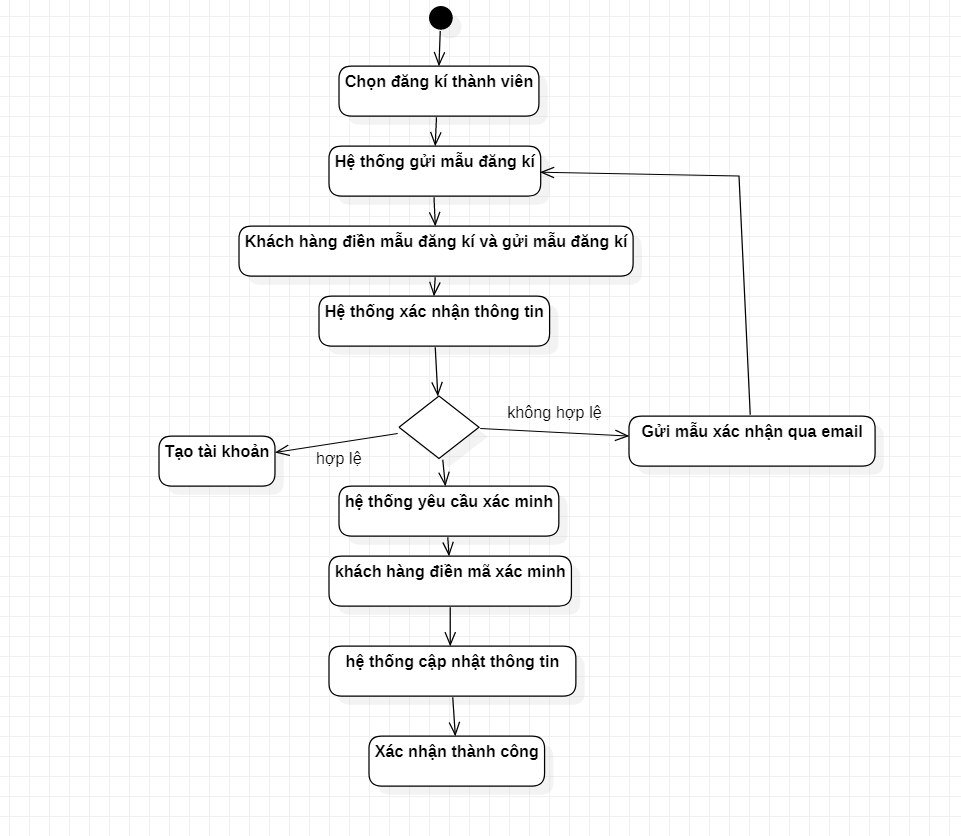 Chọn đăng kí thành viên
Hệ thống gửi mẫu đăng kí
Khách hàng điền mẫu đăng kí và gửi mẫu đăng kí
Hệ thống xác nhận thông tin
không hợp lệ
Gửi mẫu xác nhận qua email
Tạo tài khoản
hợp lệ
hệ thống yêu cầu xác minh
khách hàng điền mã xác minh
hệ thống cập nhật thông tin
Xác nhận thành công